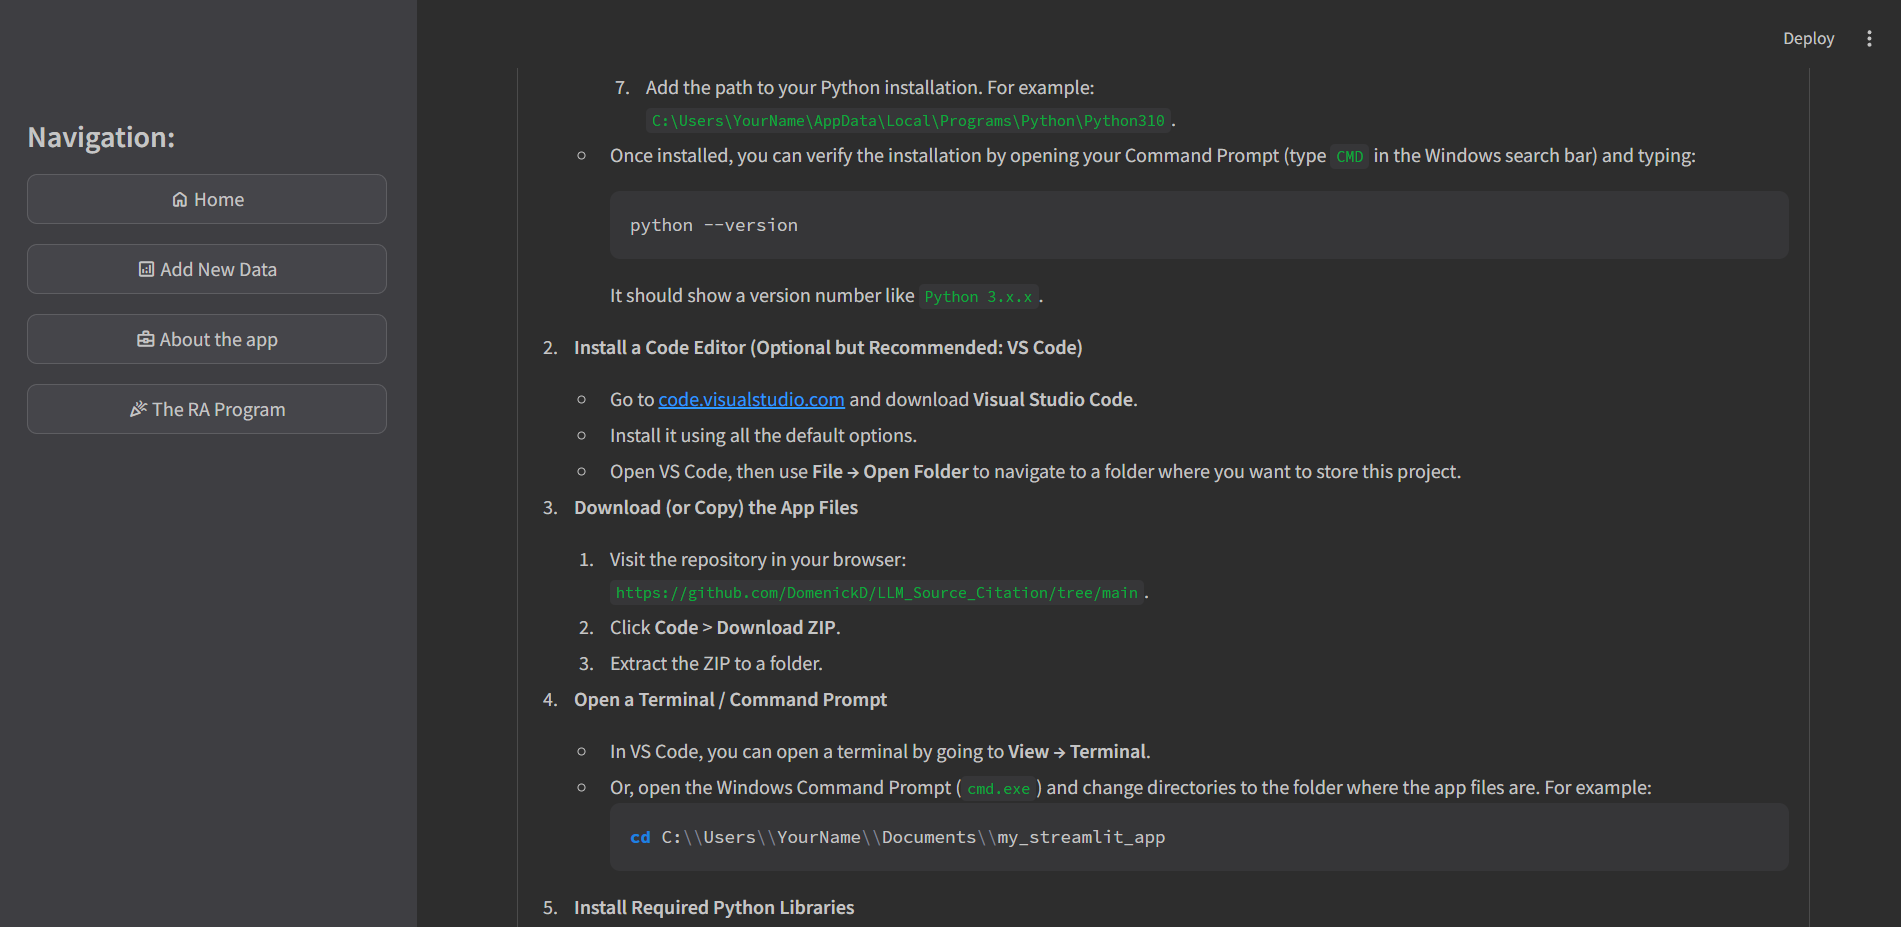 Deploy
Navigation:
Home
Add New Data
About the app
The RA Program
7. Add the path to your Python installation. For example:
C:\Users\YourName\AppData\Local\Programs\Python\Python310.
Once installed, you can verify the installation by opening your Command Prompt (type CMD in the Windows search bar) and typing:
python --version
It should show a version number like Python 3.x.x.
2. Install a Code Editor (Optional but Recommended: VS Code)
Go to code.visualstudio.com and download Visual Studio Code.
Install it using all the default options.
Open VS Code, then use File → Open Folder to navigate to a folder where you want to store this project.
3. Download (or Copy) the App Files
1. Visit the repository in your browser:
https://github.com/DomenickD/LLM_Source_Citation/tree/main.
2. Click Code > Download ZIP.
3. Extract the ZIP to a folder.
4. Open a Terminal / Command Prompt
In VS Code, you can open a terminal by going to View → Terminal.
Or, open the Windows Command Prompt (cmd.exe) and change directories to the folder where the app files are. For example:
cd C:\\Users\\YourName\\Documents\\my_streamlit_app
5. Install Required Python Libraries